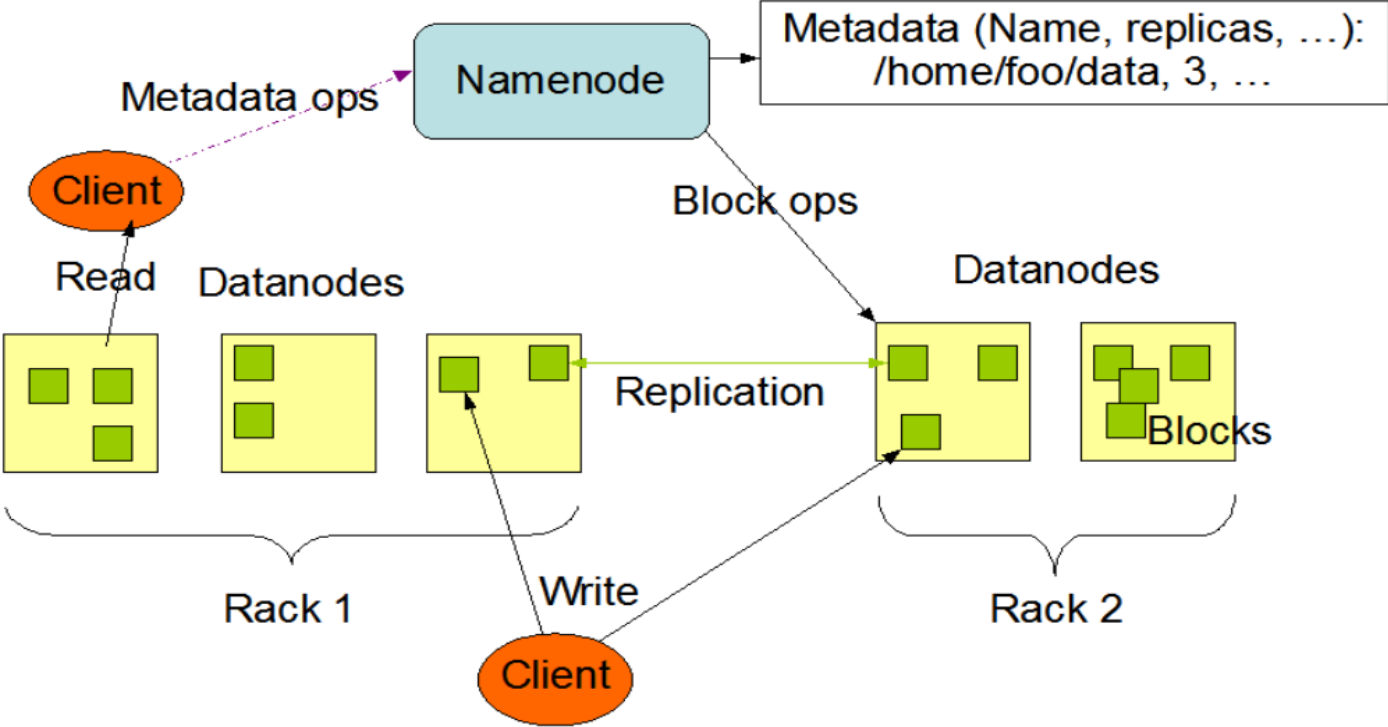 Metadata (Name, replicas, …):
/home/foo/data, 3, …
Namenode
Metadata ops
Client
Block ops
Read
Datanodes
Datanodes
Replication
Blocks
Rack 1
Write
Rack 2
Client